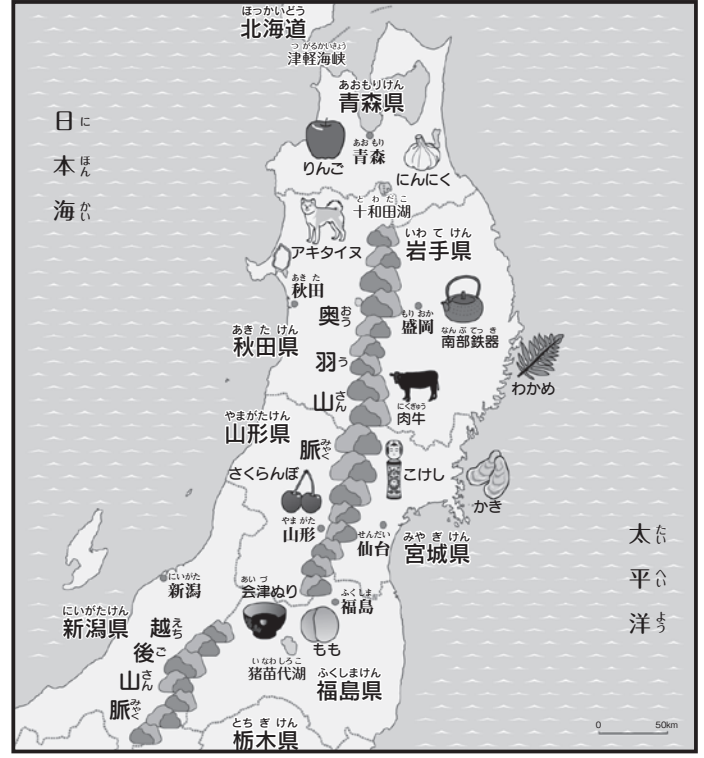 ほっかいどう
北海道
つがるかいきょう
津軽海峡
あおもりけん
青森県
あおもり
青森
りんご
にんにく
とわだこ
十和田湖
アキタイヌ
いわてけん
岩手県
あきた
秋田
もりおか
盛岡
なんぶてっき
南部鉄器
あきたけん
秋田県
わかめ
にくぎゅう
肉牛
奥羽山脈
おううさんみゃく
やまがたけん
山形県
さくらんぼ
こけし
かき
やまがた
山形
せんだい
仙台
みやぎけん
宮城県
にいがた
新潟
あいづ
会津ぬり
ふくしま
福島
にいがたけん
新潟県
もも
いなわしろこ
猪苗代湖
ふくしまけん
福島県
越後山脈
えちごさんみゃく
とちぎけん
栃木県
日本海
にほんかい
太平洋
たいへいよう
0 50km